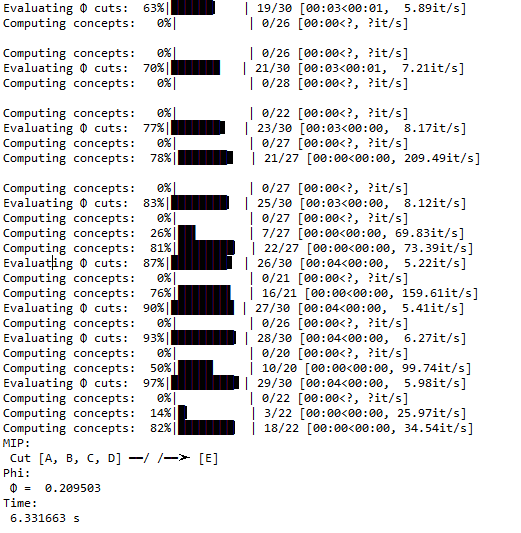 Evaluating Φ cuts:  63%|██████    | 19/30 [00:03<00:01,  5.89it/s]
Computing concepts:   0%|          | 0/26 [00:00<?, ?it/s]
Computing concepts:   0%|          | 0/26 [00:00<?, ?it/s]
Evaluating Φ cuts:  70%|███████   | 21/30 [00:03<00:01,  7.21it/s]
Computing concepts:   0%|          | 0/28 [00:00<?, ?it/s]
Computing concepts:   0%|          | 0/22 [00:00<?, ?it/s]
Evaluating Φ cuts:  77%|███████   | 23/30 [00:03<00:00,  8.17it/s]
Computing concepts:   0%|          | 0/27 [00:00<?, ?it/s]
Computing concepts:  78%|███████   | 21/27 [00:00<00:00, 209.49it/s]
Computing concepts:   0%|          | 0/27 [00:00<?, ?it/s]
Evaluating Φ cuts:  83%|████████  | 25/30 [00:03<00:00,  8.12it/s]
Computing concepts:   0%|          | 0/27 [00:00<?, ?it/s]
Computing concepts:  26%|██        | 7/27 [00:00<00:00, 69.83it/s]
Computing concepts:  81%|████████  | 22/27 [00:00<00:00, 73.39it/s]
Evaluating Φ cuts:  87%|████████  | 26/30 [00:04<00:00,  5.22it/s]
Computing concepts:   0%|          | 0/21 [00:00<?, ?it/s]
Computing concepts:  76%|███████   | 16/21 [00:00<00:00, 159.61it/s]
Evaluating Φ cuts:  90%|█████████ | 27/30 [00:04<00:00,  5.41it/s]
Computing concepts:   0%|          | 0/26 [00:00<?, ?it/s]
Evaluating Φ cuts:  93%|█████████ | 28/30 [00:04<00:00,  6.27it/s]
Computing concepts:   0%|          | 0/20 [00:00<?, ?it/s]
Computing concepts:  50%|█████     | 10/20 [00:00<00:00, 99.74it/s]
Evaluating Φ cuts:  97%|█████████ | 29/30 [00:04<00:00,  5.98it/s]
Computing concepts:   0%|          | 0/22 [00:00<?, ?it/s]
Computing concepts:  14%|█         | 3/22 [00:00<00:00, 25.97it/s]
Computing concepts:  82%|████████  | 18/22 [00:00<00:00, 34.54it/s]
MIP:
Cut [A, B, C, D] ━━/ /━━➤ [E]
Phi:
Φ =  0.209503
Time:
6.331663 s